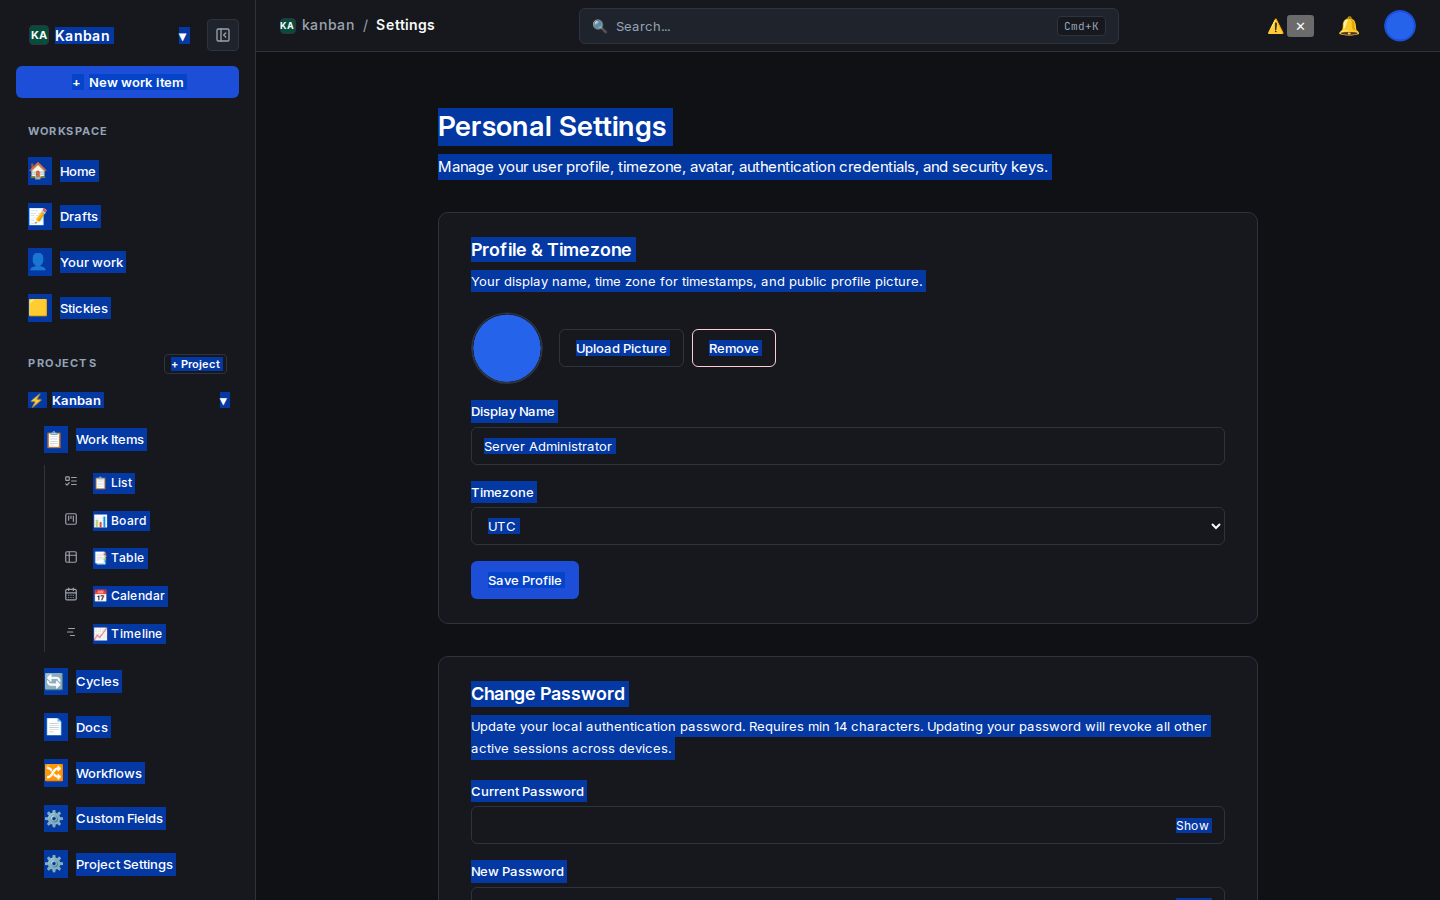 KA Kanban ▼
+ New work item
WORKSPACE
🏠 Home
📝 Drafts
👤 Your work
🟨 Stickies
PROJECTS
+ Project
⚡ Kanban ▼
📋 Work Items
📋 List
📊 Board
📑 Table
📅 Calendar
📈 Timeline
🔄 Cycles
📄 Docs
🔀 Workflows
⚙️ Custom Fields
⚙️ Project Settings
KA kanban / Settings
🔍 Search... Cmd+K
⚠️ ✕ 🔔
Personal Settings
Manage your user profile, timezone, avatar, authentication credentials, and security keys.
Profile & Timezone
Your display name, time zone for timestamps, and public profile picture.
Upload Picture
Remove
Display Name
Server Administrator
Timezone
UTC
Save Profile
Change Password
Update your local authentication password. Requires min 14 characters. Updating your password will revoke all other
active sessions across devices.
Current Password
Show
New Password